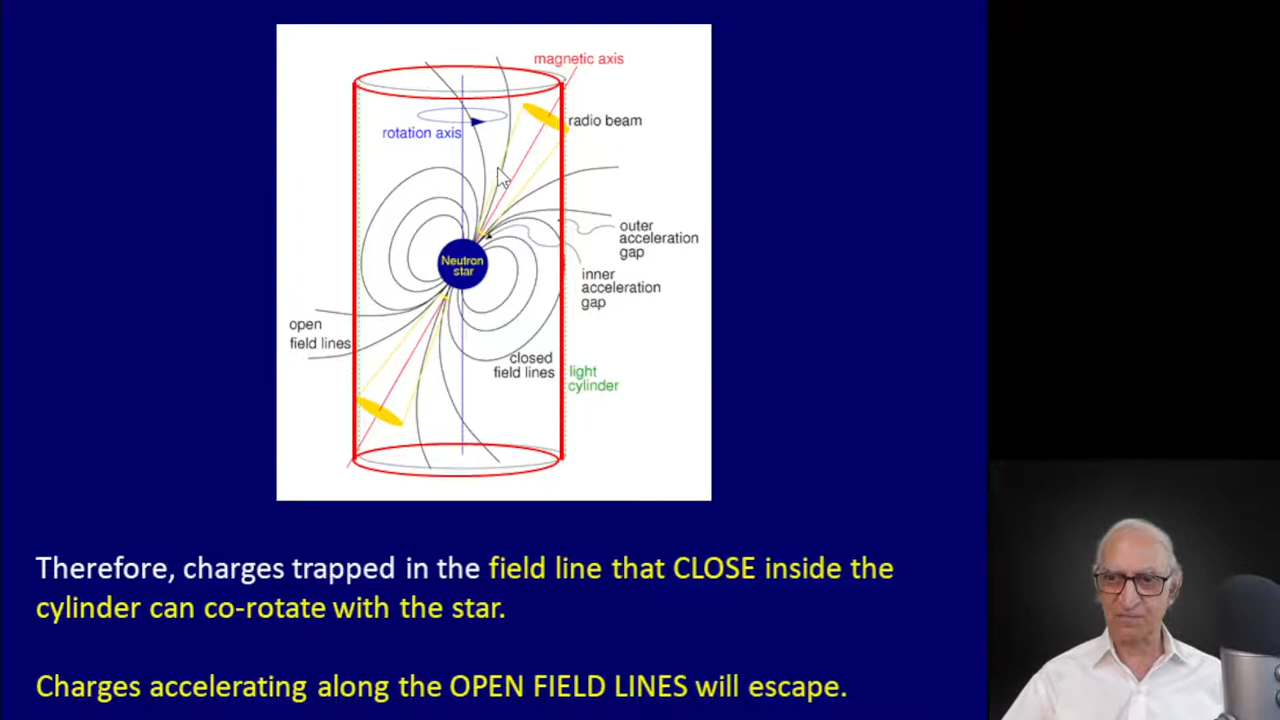 magnetic axis
radio beam
rotation axis
outer
acceleration
gap
Neutron
star
inner
acceleration
gap
open
field lines
closed
field lines
light
cylinder
Therefore, charges trapped in the field line that CLOSE inside the
cylinder can co-rotate with the star.
Charges accelerating along the OPEN FIELD LINES will escape.